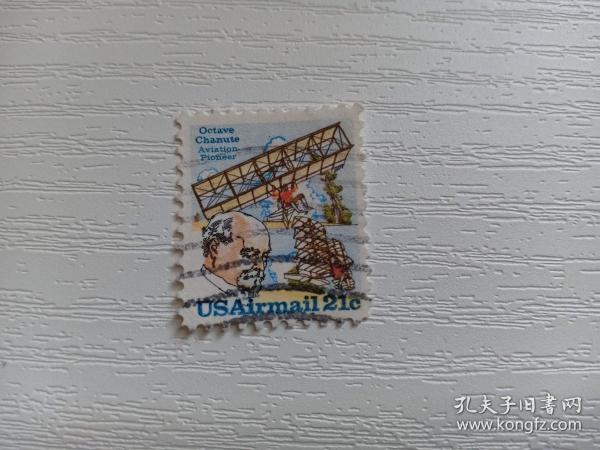 Octave
Chanute
Aviation
Pioneer
USAirmail 21c
孔夫子旧书网
www.kongfz.com